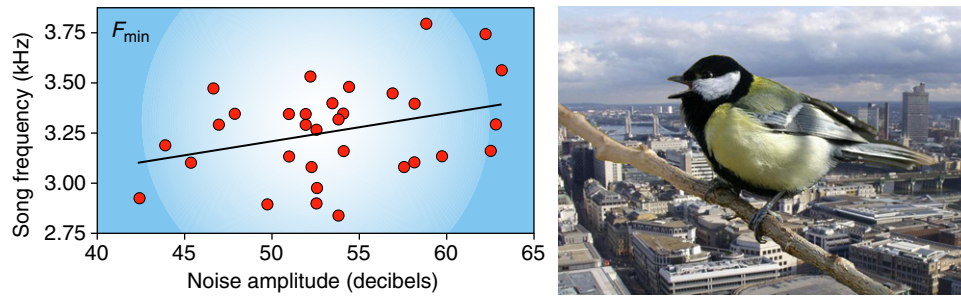 F_min
Song frequency (kHz)
3.75
3.50
3.25
3.00
2.75
40 45 50 55 60 65
Noise amplitude (decibels)